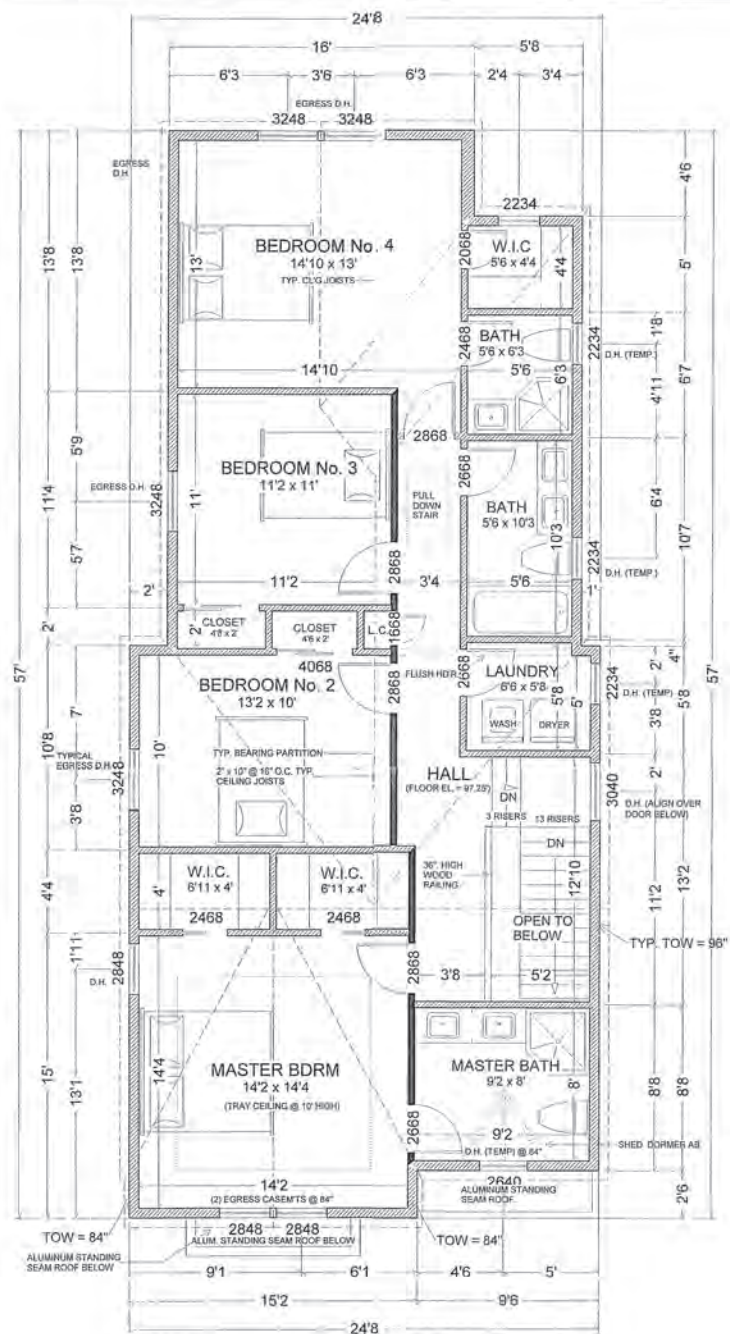 24'8
16'
5'8
6'3
3'6
6'3
2'4
3'4
EGRESS D.H.
3248
3248
EGRESS
D.H.
2234
4'6
BEDROOM No. 4
14'10 x 13'
TYP. CL'G JOISTS
13'
14'10
2068
W.I.C
5'6 x 4'4
4'4
5'
13'8
13'8
2468
BATH
5'6 x 6'3
5'6
6'3
2234
D.H. (TEMP.)
1'8
4'11
6'7
2868
5'9
BEDROOM No. 3
11'2 x 11'
11'
11'2
EGRESS D.H.
3248
11'4
5'7
2668
PULL
DOWN
STAIR
BATH
5'6 x 10'3
10'3
5'6
2234
D.H. (TEMP.)
6'4
10'7
2868
3'4
2'
1'
CLOSET
4'8 x 2'
2'
CLOSET
4'6 x 2'
L.C.
1668
2'
4068
FLUSH HD'R.
2868
2668
LAUNDRY
6'6 x 5'8
5'8
5'
WASH
DRYER
2234
D.H. (TEMP)
2'
4"
3'8
5'8
57'
57'
BEDROOM No. 2
13'2 x 10'
TYP. BEARING PARTITION
2" x 10" @ 16" O.C. TYP.
CEILING JOISTS
10'
7'
10'8
TYPICAL
EGRESS D.H.
3248
3'8
HALL
(FLOOR EL. = 97.25')
DN
3 RISERS
13 RISERS
DN
3040
D.H. (ALIGN OVER
DOOR BELOW)
2'
36" HIGH
WOOD
RAILING
12'10
11'2
13'2
OPEN TO
BELOW
TYP. TOW = 96"
W.I.C.
6'11 x 4'
W.I.C.
6'11 x 4'
4'
4'4
2468
2468
2868
1'11
2848
D.H.
3'8
5'2
MASTER BDRM
14'2 x 14'4
(TRAY CEILING @ 10' HIGH)
14'4
14'2
13'1
15'
MASTER BATH
9'2 x 8'
8'
9'2
2668
D.H. (TEMP) @ 84"
SHED DORMER AB
8'8
8'8
(2) EGRESS CASEM'TS @ 84"
2640
ALUMINUM STANDING
SEAM ROOF
2'6
2848
2848
TOW = 84"
TOW = 84"
ALUM. STANDING SEAM ROOF BELOW
ALUMINUM STANDING
SEAM ROOF BELOW
9'1
6'1
4'6
5'
15'2
9'6
24'8